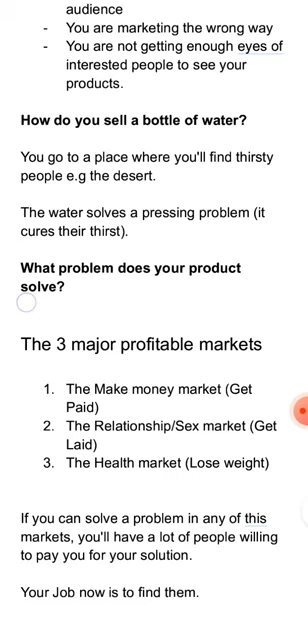 audience
- You are marketing the wrong way
- You are not getting enough eyes of
interested people to see your
products.
How do you sell a bottle of water?
You go to a place where you'll find thirsty
people e.g the desert.
The water solves a pressing problem (it
cures their thirst).
What problem does your product
solve?
The 3 major profitable markets
1. The Make money market (Get
Paid)
2. The Relationship/Sex market (Get
Laid)
3. The Health market (Lose weight)
If you can solve a problem in any of this
markets, you'll have a lot of people willing
to pay you for your solution.
Your Job now is to find them.